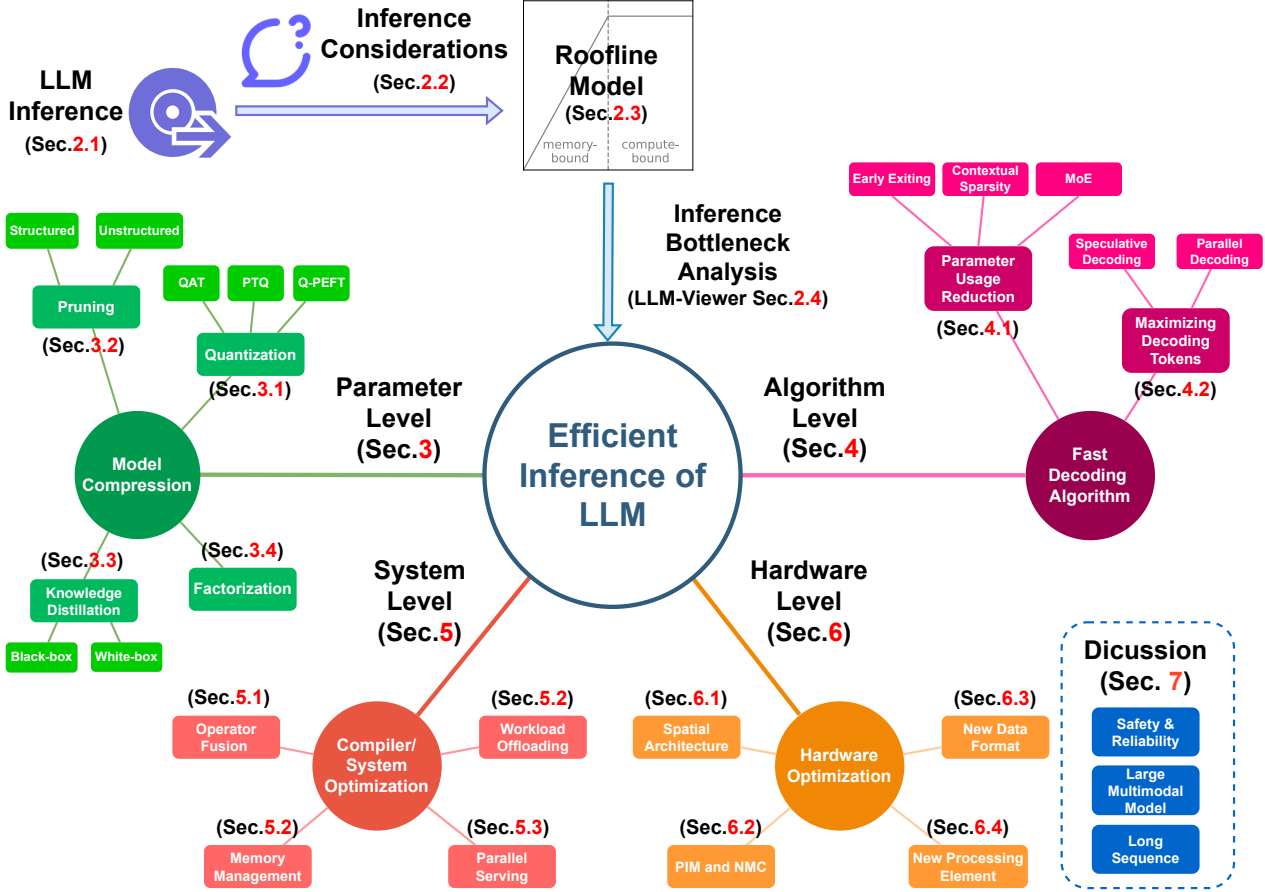 LLM
Inference
(Sec.2.1)
Inference
Considerations
(Sec.2.2)
Roofline
Model
(Sec.2.3)
memory-
bound
compute-
bound
Inference
Bottleneck
Analysis
(LLM-Viewer Sec.2.4)
Efficient
Inference of
LLM
Parameter
Level
(Sec.3)
Model
Compression
Structured
Unstructured
Pruning
(Sec.3.2)
QAT
PTQ
Q-PEFT
Quantization
(Sec.3.1)
(Sec.3.3)
Knowledge
Distillation
Black-box
White-box
(Sec.3.4)
Factorization
Algorithm
Level
(Sec.4)
Fast
Decoding
Algorithm
Early Exiting
Contextual
Sparsity
MoE
Parameter
Usage
Reduction
(Sec.4.1)
Speculative
Decoding
Parallel
Decoding
Maximizing
Decoding
Tokens
(Sec.4.2)
System
Level
(Sec.5)
Compiler/
System
Optimization
(Sec.5.1)
Operator
Fusion
(Sec.5.2)
Workload
Offloading
(Sec.5.2)
Memory
Management
(Sec.5.3)
Parallel
Serving
Hardware
Level
(Sec.6)
Hardware
Optimization
(Sec.6.1)
Spatial
Architecture
(Sec.6.3)
New Data
Format
(Sec.6.2)
PIM and NMC
(Sec.6.4)
New Processing
Element
Dicussion
(Sec. 7)
Safety &
Reliability
Large
Multimodal
Model
Long
Sequence